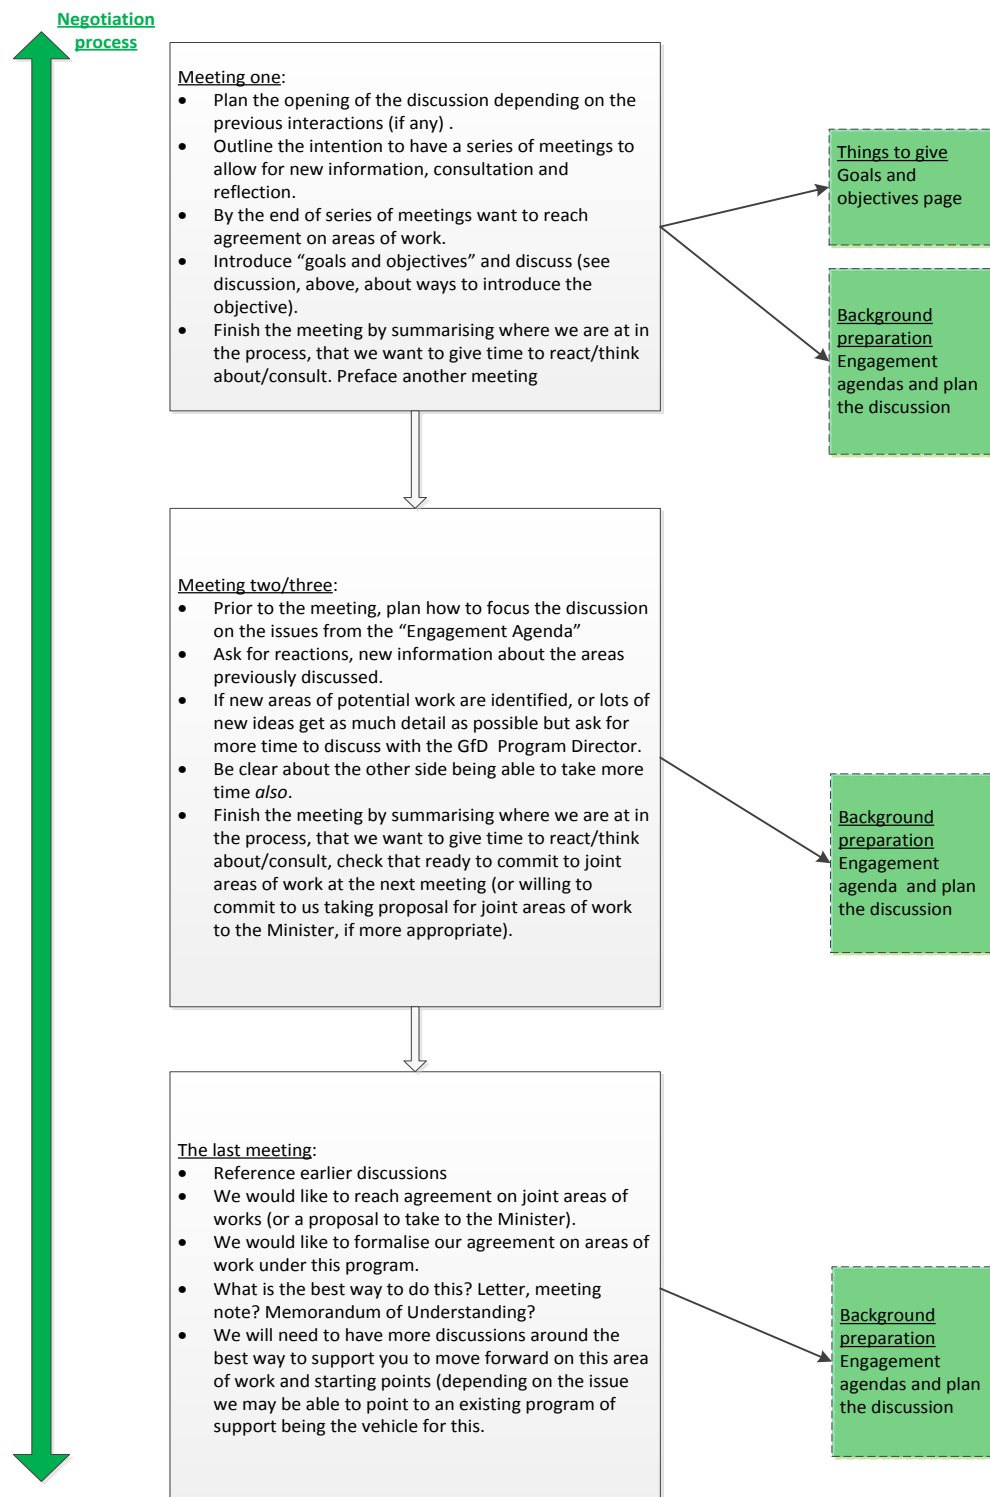 Negotiation
process
Meeting one:
• Plan the opening of the discussion depending on the
previous interactions (if any) .
• Outline the intention to have a series of meetings to
allow for new information, consultation and
reflection.
• By the end of series of meetings want to reach
agreement on areas of work.
• Introduce “goals and objectives” and discuss (see
discussion, above, about ways to introduce the
objective).
• Finish the meeting by summarising where we are at in
the process, that we want to give time to react/think
about/consult. Preface another meeting
Things to give
Goals and
objectives page
Background
preparation
Engagement
agendas and plan
the discussion
Meeting two/three:
• Prior to the meeting, plan how to focus the discussion
on the issues from the “Engagement Agenda”
• Ask for reactions, new information about the areas
previously discussed.
• If new areas of potential work are identified, or lots of
new ideas get as much detail as possible but ask for
more time to discuss with the GfD  Program Director.
• Be clear about the other side being able to take more
time also.
• Finish the meeting by summarising where we are at in
the process, that we want to give time to react/think
about/consult, check that ready to commit to joint
areas of work at the next meeting (or willing to
commit to us taking proposal for joint areas of work
to the Minister, if more appropriate).
Background
preparation
Engagement
agenda  and plan
the discussion
The last meeting:
• Reference earlier discussions
• We would like to reach agreement on joint areas of
works (or a proposal to take to the Minister).
• We would like to formalise our agreement on areas of
work under this program.
• What is the best way to do this? Letter, meeting
note? Memorandum of Understanding?
• We will need to have more discussions around the
best way to support you to move forward on this area
of work and starting points (depending on the issue
we may be able to point to an existing program of
support being the vehicle for this.
Background
preparation
Engagement
agendas and plan
the discussion